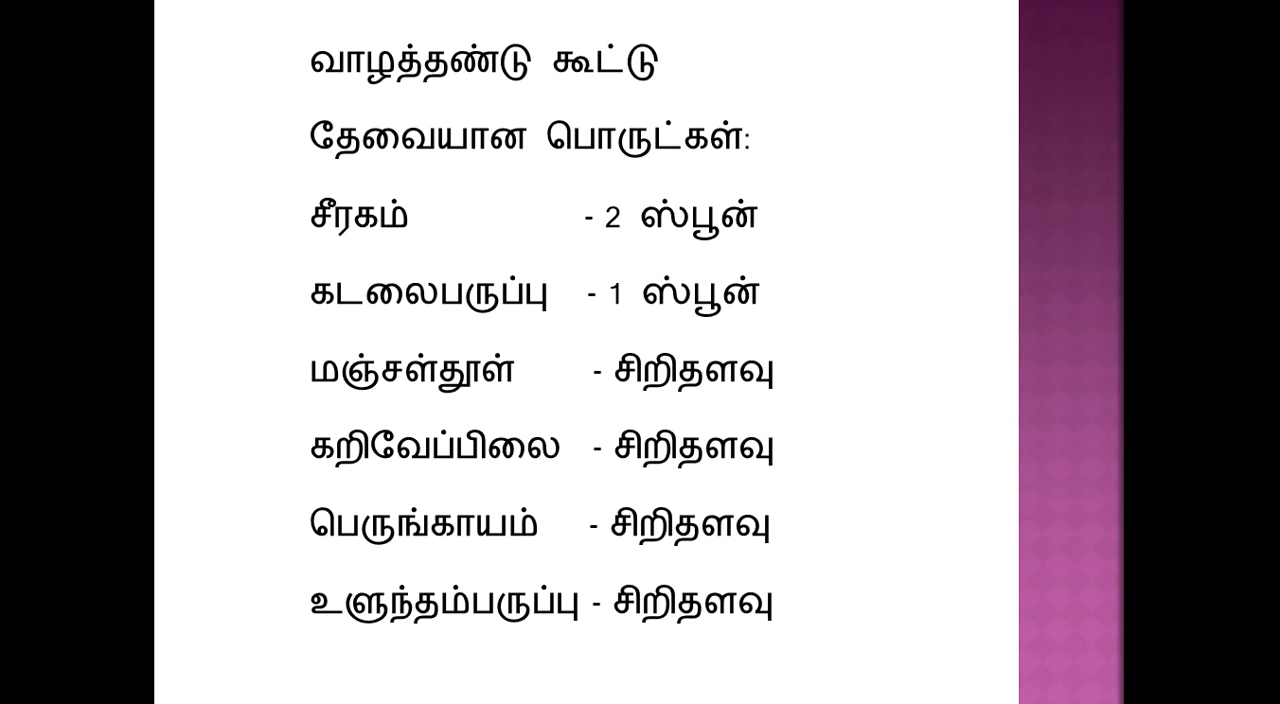 வாழத்தண்டு கூட்டு
தேவையான பொருட்கள்:
சீரகம் - 2 ஸ்பூன்
கடலைபருப்பு - 1 ஸ்பூன்
மஞ்சள்தூள் - சிறிதளவு
கறிவேப்பிலை - சிறிதளவு
பெருங்காயம் - சிறிதளவு
உளுந்தம்பருப்பு - சிறிதளவு